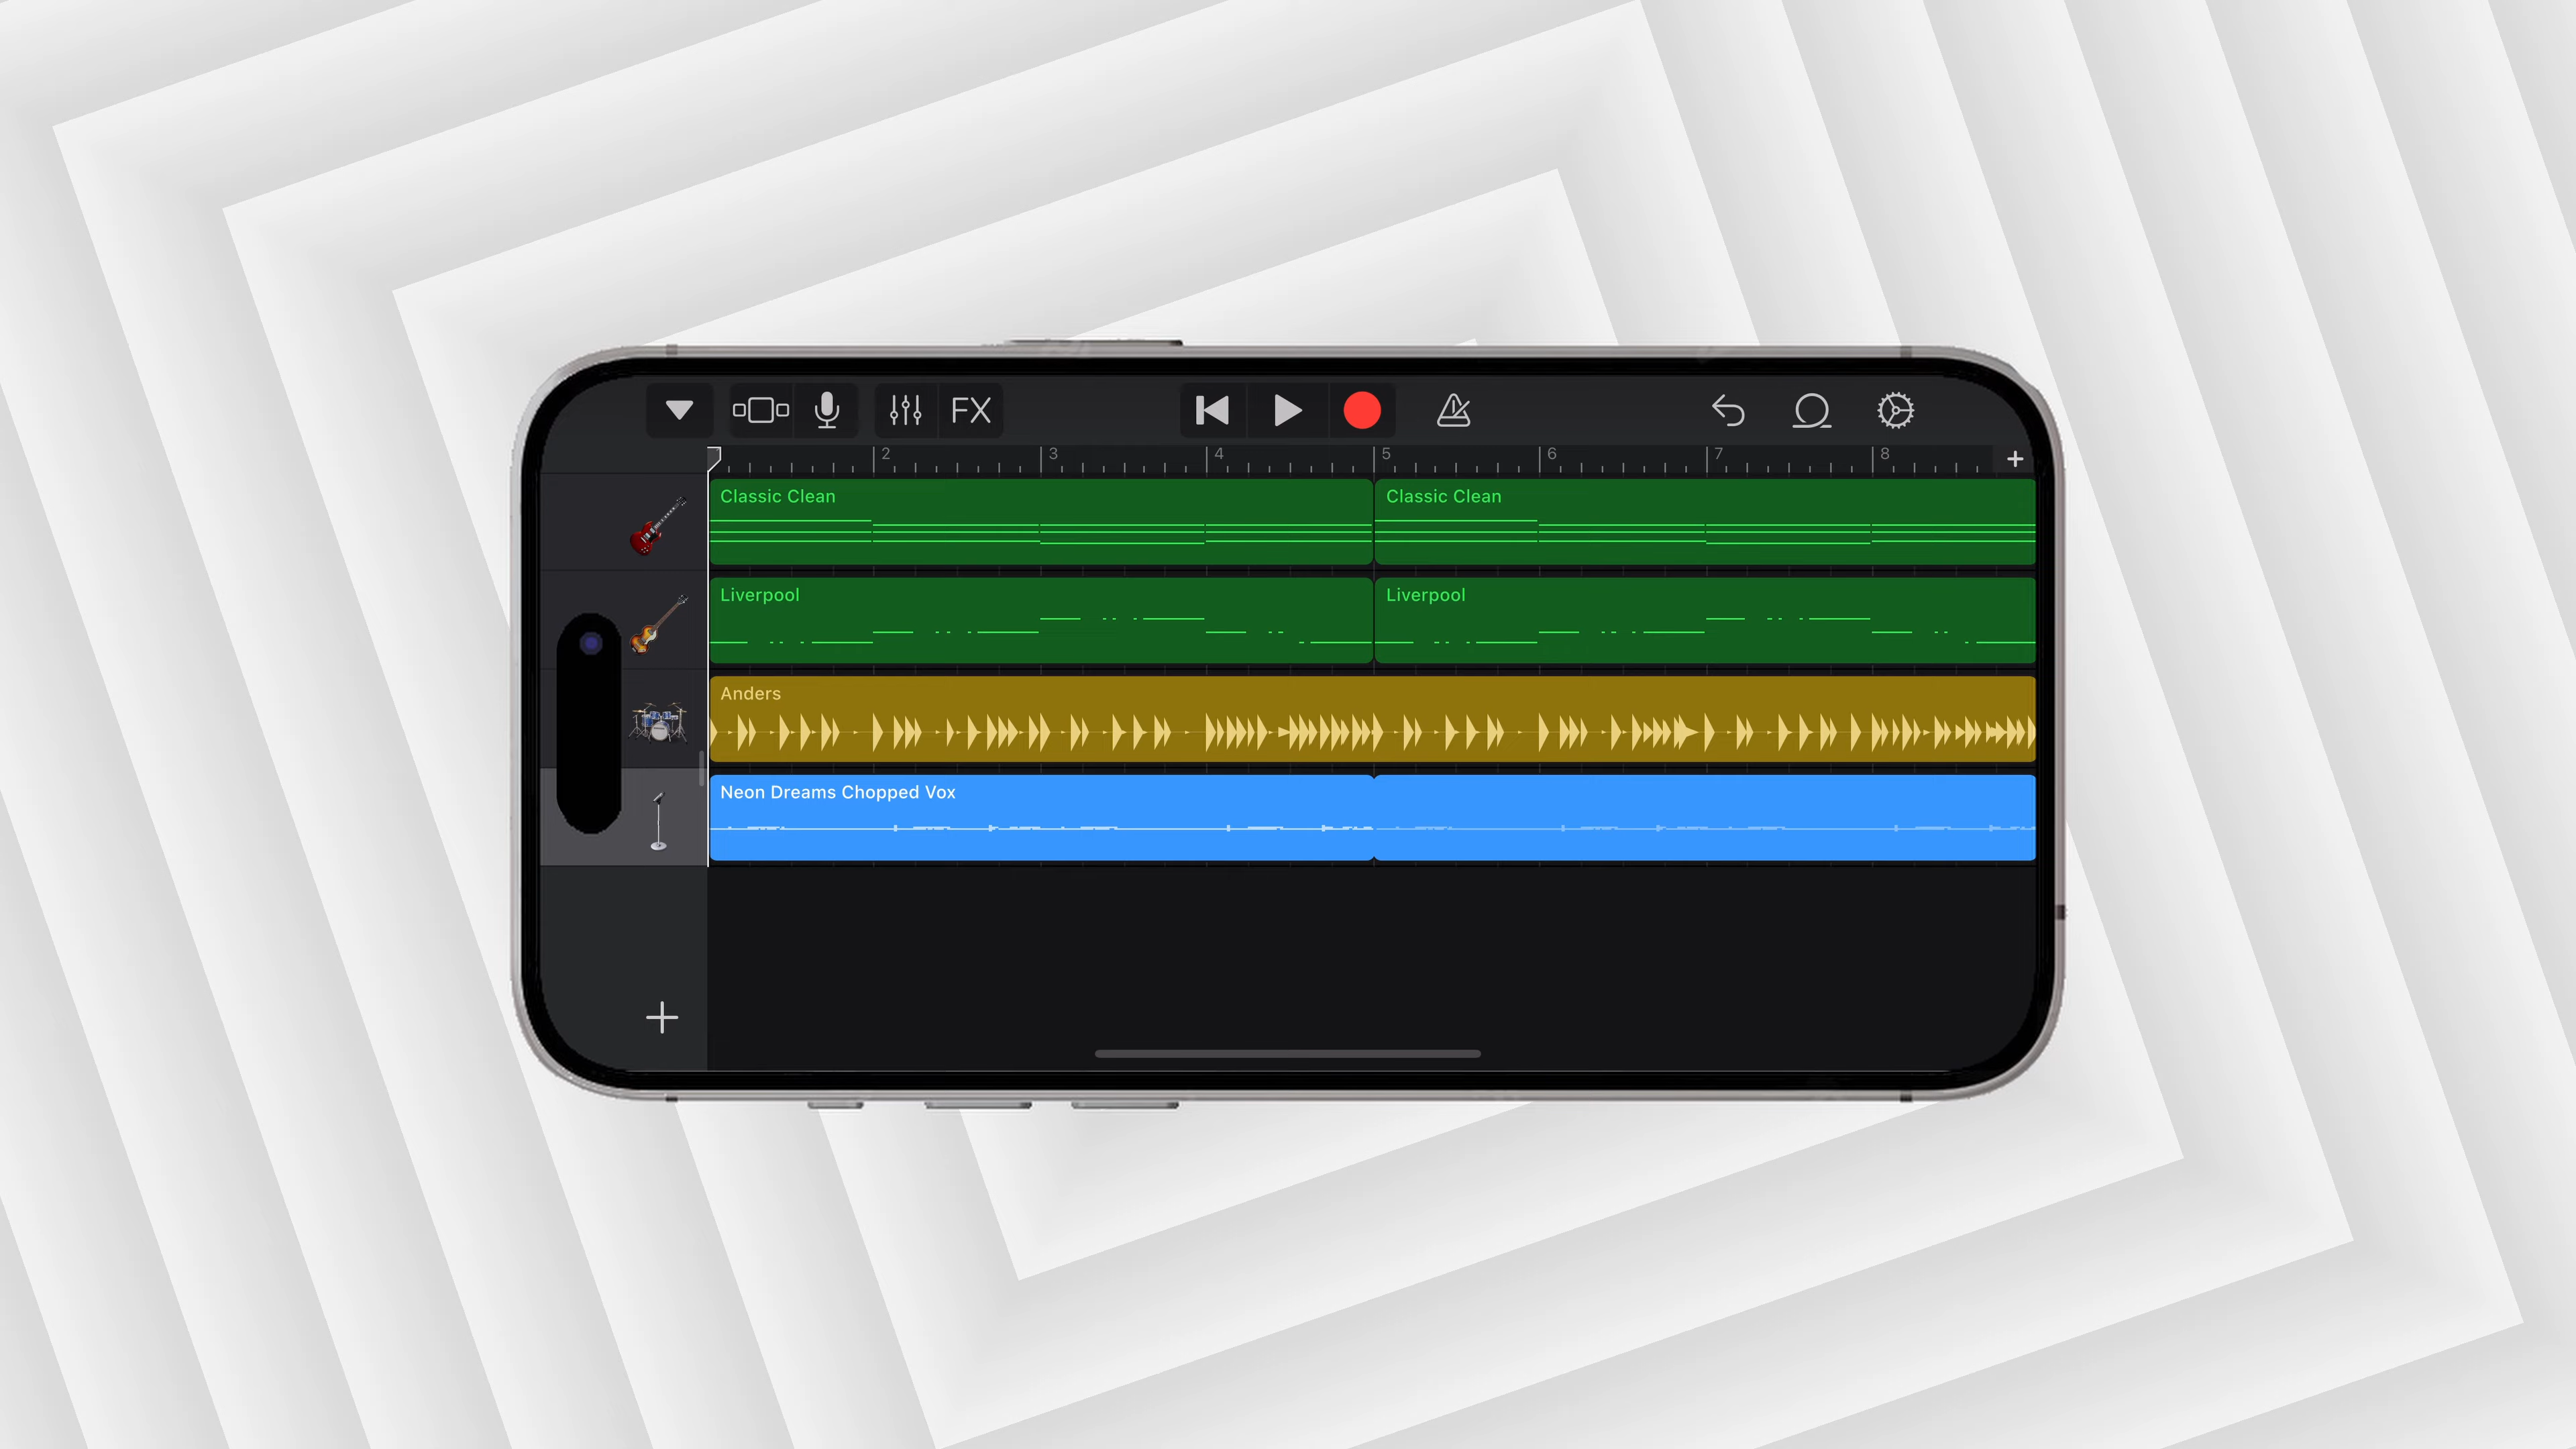 FX
2 3 4 5 6 7 8
Classic Clean Classic Clean
Liverpool Liverpool
Anders
Neon Dreams Chopped Vox